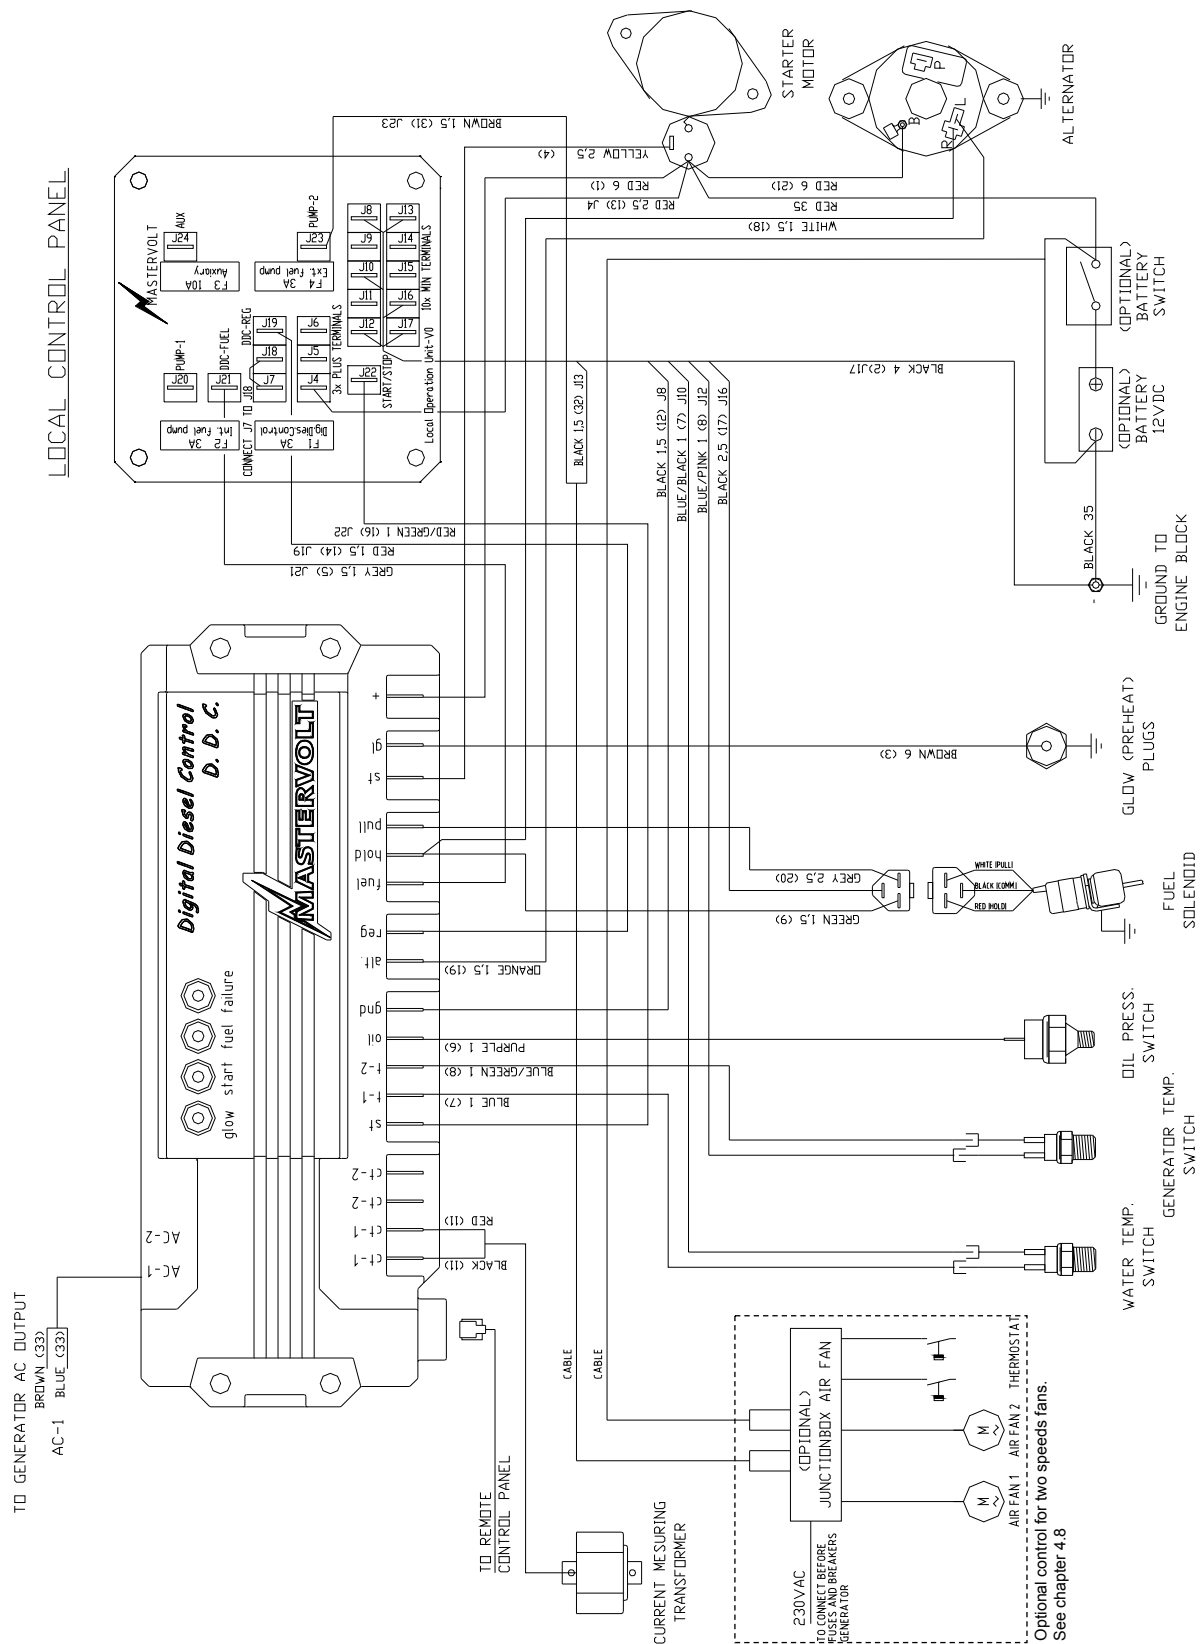 LOCAL CONTROL PANEL
MASTERVOLT
AUX
J24
F3 10A
Auxiary
PUMP-2
J23
F4 3A
Ext. Fuel pump
PUMP-1
J20
DDC-FUEL
J21
DDC-REG
J19
J18
J7
CONNECT J7 TO J18
F2 3A
Int. Fuel pump
F1 3A
Dig.Dies.Control
J6
J5
J4
3x PLUS TERMINALS
J8
J9
J10
J11
J12
J13
J14
J15
J16
J17
10x MIN TERMINALS
J22
START/STOP
Local Operation Unit-V0
BROWN 1,5 (31) J23
YELLOW 2,5 (4)
RED 6 (1)
RED 2,5 (13) J4
RED 6 (21)
RED 35
WHITE 1,5 (18)
STARTER
MOTOR
P
B
R
L
ALTERNATOR
(OPTIONAL)
BATTERY
SWITCH
(OPIONAL)
BATTERY
12VDC
BLACK 4 (2)J17
BLACK 1,5 (32) J13
BLACK 1,5 (12) J8
BLUE/BLACK 1 (7) J10
BLUE/PINK 1 (8) J12
BLACK 2,5 (17) J16
RED/GREEN 1 (16) J22
RED 1,5 (14) J19
GREY 1,5 (5) J21
BLACK 35
-
GROUND TO
ENGINE BLOCK
Digital Diesel Control
D. D. C.
MASTERVOLT
glow
start
fuel
failure
+
gl
st
pull
hold
fuel
reg
alt.
gnd
oil
t-2
t-1
st
ct-2
ct-2
ct-1
ct-1
AC-2
AC-1
BROWN 6 (3)
GLOW (PREHEAT)
PLUGS
GREY 2,5 (20)
GREEN 1,5 (9)
WHITE (PULL)
BLACK (COMM)
RED (HOLD)
FUEL
SOLENOID
ORANGE 1,5 (19)
PURPLE 1 (6)
BLUE/GREEN 1 (8)
BLUE 1 (7)
OIL PRESS.
SWITCH
GENERATOR TEMP.
SWITCH
WATER TEMP.
SWITCH
RED (11)
BLACK (11)
TO GENERATOR AC OUTPUT
BROWN (33)
AC-1 BLUE (33)
TO REMOTE
CONTROL PANEL
CURRENT MESURING
TRANSFORMER
CABLE
CABLE
(OPIONAL)
JUNCTIONBOX AIR FAN
230VAC
TO CONNECT BEFORE
FUSES AND BREAKERS
GENERATOR
M
~
M
~
AIR FAN 1
AIR FAN 2
THERMOSTAT
Optional control for two speeds fans.
See chapter 4.8